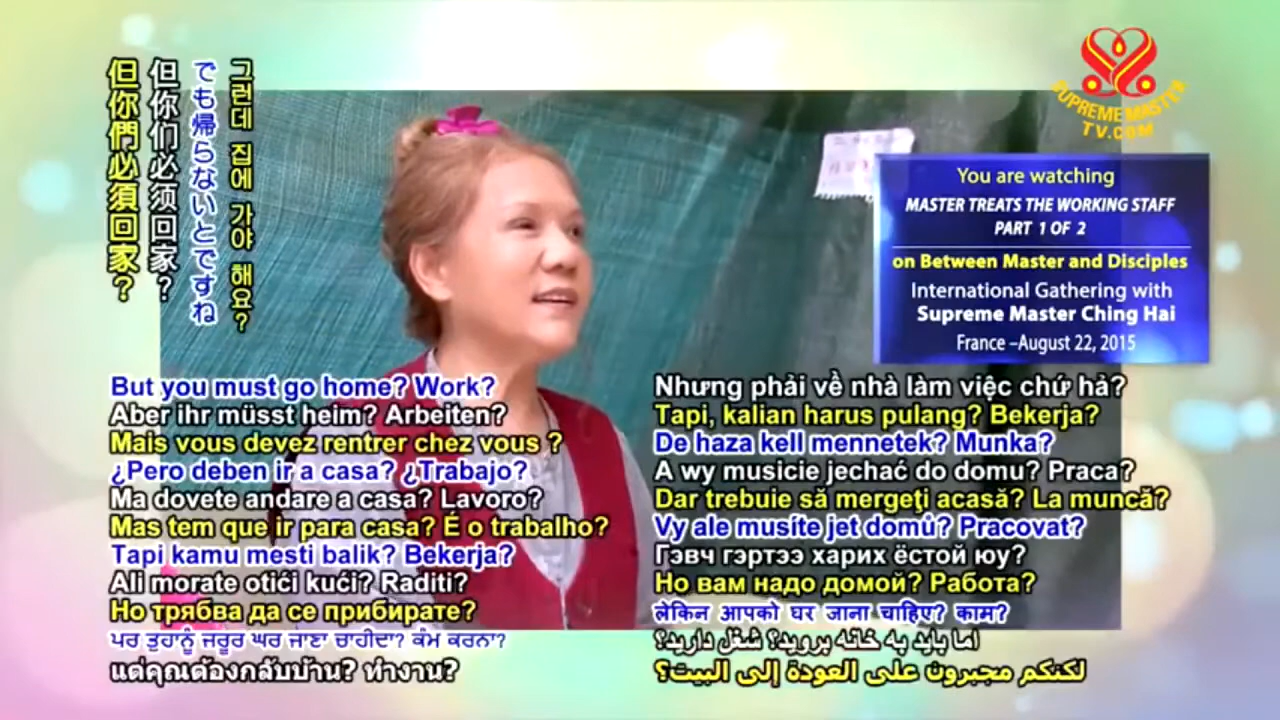 但你們必須回家？
但你们必须回家？
でも帰らないとですね
그런데 집에 가야 해요?
SUPREME MASTER
TV.COM
You are watching
MASTER TREATS THE WORKING STAFF
PART 1 OF 2
on Between Master and Disciples
International Gathering with
Supreme Master Ching Hai
France –August 22, 2015
But you must go home? Work?
Aber ihr müsst heim? Arbeiten?
Mais vous devez rentrer chez vous ?
¿Pero deben ir a casa? ¿Trabajo?
Ma dovete andare a casa? Lavoro?
Mas tem que ir para casa? É o trabalho?
Tapi kamu mesti balik? Bekerja?
Ali morate otići kući? Raditi?
Но трябва да се прибирате?
ਪਰ ਤੁਹਾਨੂੰ ਜਰੂਰ ਘਰ ਜਾਣਾ ਚਾਹੀਦਾ? ਕੰਮ ਕਰਨਾ?
แต่คุณต้องกลับบ้าน? ทำงาน?
Nhưng phải về nhà làm việc chứ hả?
Tapi, kalian harus pulang? Bekerja?
De haza kell mennetek? Munka?
A wy musicie jechać do domu? Praca?
Dar trebuie să mergeţi acasă? La muncă?
Vy ale musíte jet domů? Pracovat?
Гэвч гэртээ харих ёстой юу?
Но вам надо домой? Работа?
लेकिन आपको घर जाना चाहिए? काम?
اما باید به خانه بروید؟ شغل دارید؟
لكنكم مجبرون على العودة إلى البيت؟